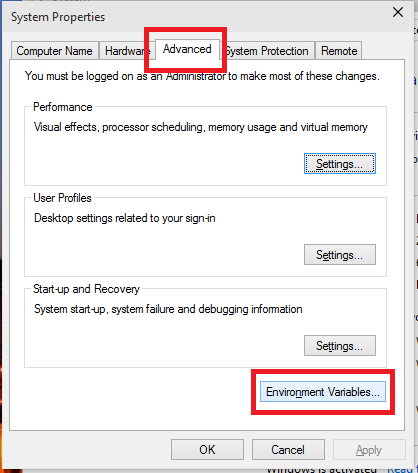 System Properties
Computer Name Hardware Advanced System Protection Remote
You must be logged on as an Administrator to make most of these changes.
Performance
Visual effects, processor scheduling, memory usage and virtual memory
Settings...
User Profiles
Desktop settings related to your sign-in
Settings...
Start-up and Recovery
System start-up, system failure and debugging information
Settings...
Environment Variables...
OK Cancel Apply
Windows is activated Read